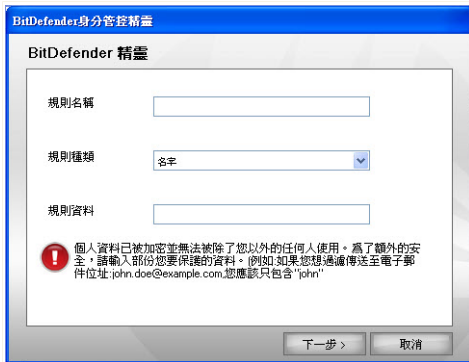 BitDefender身分管控精靈
BitDefender 精靈
規則名稱
規則種類
名字
規則資料
個人資料已被加密並無法被除了您以外的任何人使用。為了額外的安
全，請輸入部份您要保護的資料。(例如:如果您想過濾傳送至電子郵
件位址:john.doe@example.com,您應該只包含"john"
下一步 >
取消